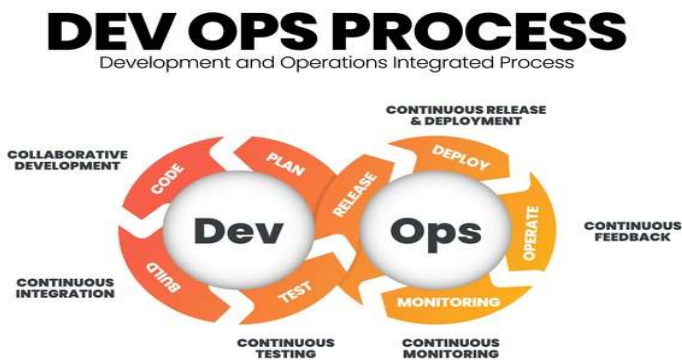 DEV OPS PROCESS
Development and Operations Integrated Process
CONTINUOUS RELEASE
& DEPLOYMENT
COLLABORATIVE
DEVELOPMENT
CODE
PLAN
RELEASE
DEPLOY
Dev
Ops
OPERATE
CONTINUOUS
FEEDBACK
BUILD
TEST
MONITORING
CONTINUOUS
INTEGRATION
CONTINUOUS
TESTING
CONTINUOUS
MONITORING